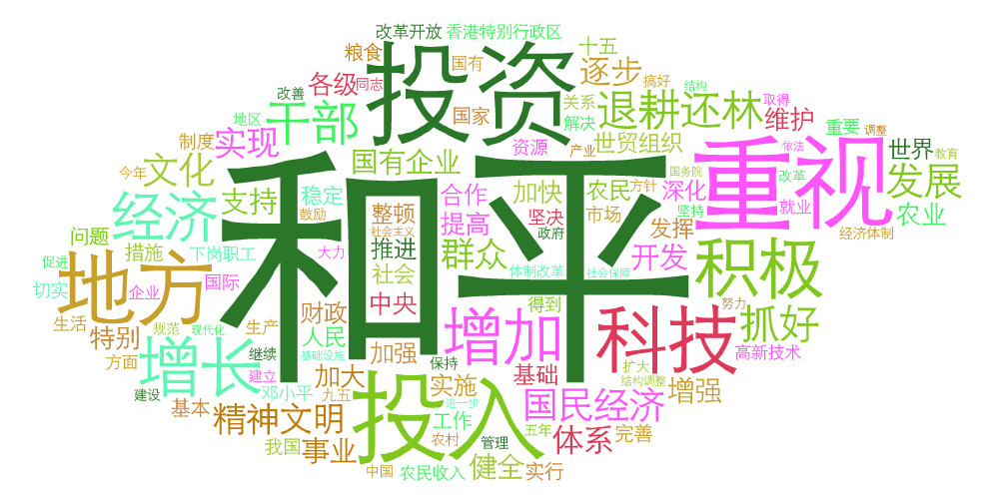 改革开放
香港特别行政区
粮食
国有
投资
十五
各级
同志
逐步
搞好
结构
改善
干部
国家
关系
退耕还林
取得
地区
解决
维护
重要
调整
制度
实现
资源
产业
世贸组织
重视
依法
世界
教育
今年
文化
国有企业
和平
国务院
支持
稳定
合作
加快
农民
方针
深化
改革
发展
经济
鼓励
整顿
提高
坚决
市场
坚持
就业
农业
社会主义
发挥
问题
措施
下岗职工
大力
推进
群众
政府
开发
积极
经济体制
促进
地方
国际
社会
体制改革
社会保障
切实
企业
中央
得到
努力
生活
特别
规范
现代化
生产
财政
人民
增加
科技
抓好
方面
增长
继续
基础设施
加强
保持
扩大
高新技术
建设
建立
邓小平
九五
加大
投入
实施
基础
结构调整
增强
基本
精神文明
进一步
国民经济
我国
事业
工作
农村
管理
五年
体系
完善
中国
农民收入
健全
实行